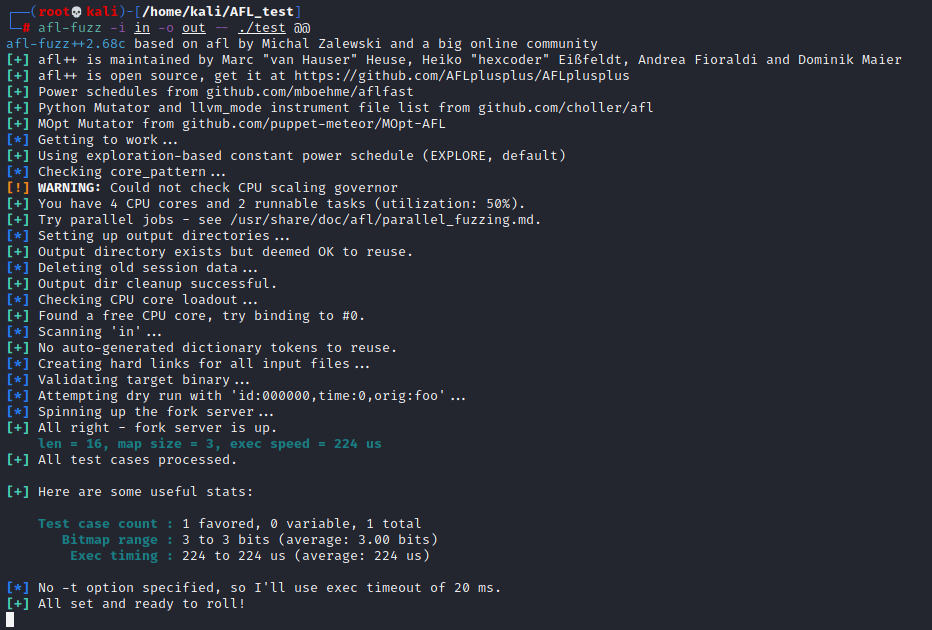 ┌──(root💀kali)-[/home/kali/AFL_test]
└─# afl-fuzz -i in -o out -- ./test @@
afl-fuzz++2.68c based on afl by Michal Zalewski and a big online community
[+] afl++ is maintained by Marc "van Hauser" Heuse, Heiko "hexcoder" Eißfeldt, Andrea Fioraldi and Dominik Maier
[+] afl++ is open source, get it at https://github.com/AFLplusplus/AFLplusplus
[+] Power schedules from github.com/mboehme/aflfast
[+] Python Mutator and llvm_mode instrument file list from github.com/choller/afl
[+] MOpt Mutator from github.com/puppet-meteor/MOpt-AFL
[*] Getting to work...
[+] Using exploration-based constant power schedule (EXPLORE, default)
[*] Checking core_pattern...
[!] WARNING: Could not check CPU scaling governor
[+] You have 4 CPU cores and 2 runnable tasks (utilization: 50%).
[+] Try parallel jobs - see /usr/share/doc/afl/parallel_fuzzing.md.
[*] Setting up output directories...
[+] Output directory exists but deemed OK to reuse.
[*] Deleting old session data...
[+] Output dir cleanup successful.
[*] Checking CPU core loadout...
[+] Found a free CPU core, try binding to #0.
[*] Scanning 'in'...
[+] No auto-generated dictionary tokens to reuse.
[*] Creating hard links for all input files...
[*] Validating target binary...
[*] Attempting dry run with 'id:000000,time:0,orig:foo'...
[*] Spinning up the fork server...
[+] All right - fork server is up.
    len = 16, map size = 3, exec speed = 224 us
[+] All test cases processed.
[+] Here are some useful stats:
    Test case count : 1 favored, 0 variable, 1 total
       Bitmap range : 3 to 3 bits (average: 3.00 bits)
        Exec timing : 224 to 224 us (average: 224 us)
[*] No -t option specified, so I'll use exec timeout of 20 ms.
[+] All set and ready to roll!